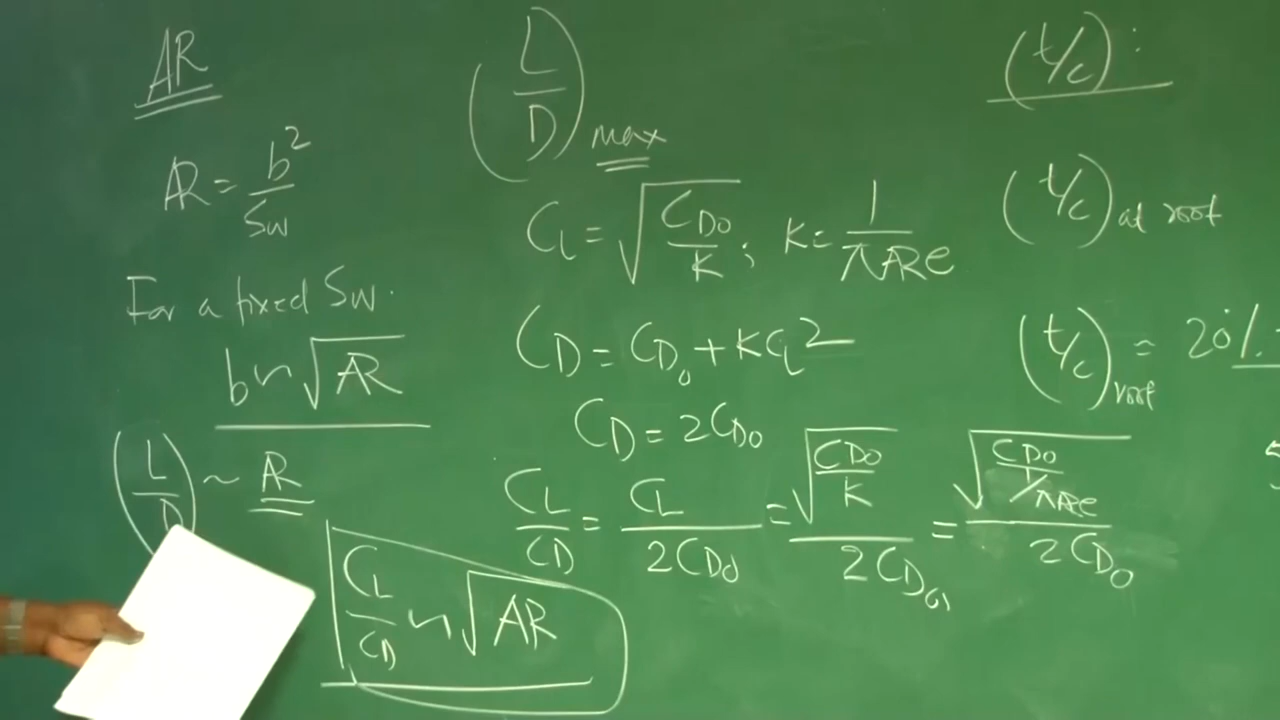 AR
AR = b²/Sw
For a fixed Sw.
b ~ √AR
(L/D) ~ AR
(L/D)max
CL = √(CD0/K) ; K = 1/(πARe)
CD = CD0 + KCL²
CD = 2CD0
CL/CD = CL/(2CD0) = √(CD0/K)/(2CD0) = √(CD0/(1/πARe))/(2CD0)
CL/CD ~ √AR
(t/c) :
(t/c) at root
(t/c)root = 20%